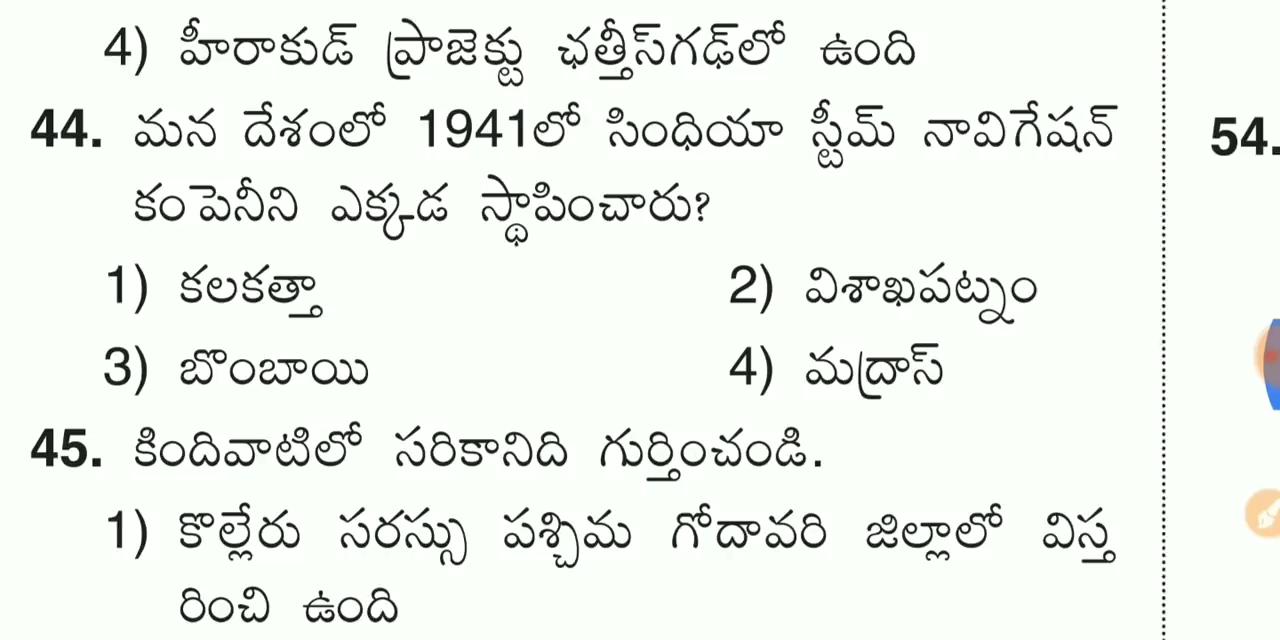 4) హీరాకుడ్ ప్రాజెక్టు ఛత్తీస్‌గఢ్‌లో ఉంది
44. మన దేశంలో 1941లో సింధియా స్టీమ్ నావిగేషన్
కంపెనీని ఎక్కడ స్థాపించారు?
1) కలకత్తా 2) విశాఖపట్నం
3) బొంబాయి 4) మద్రాస్
45. కిందివాటిలో సరికానిది గుర్తించండి.
1) కొల్లేరు సరస్సు పశ్చిమ గోదావరి జిల్లాలో విస్త
రించి ఉంది
54.